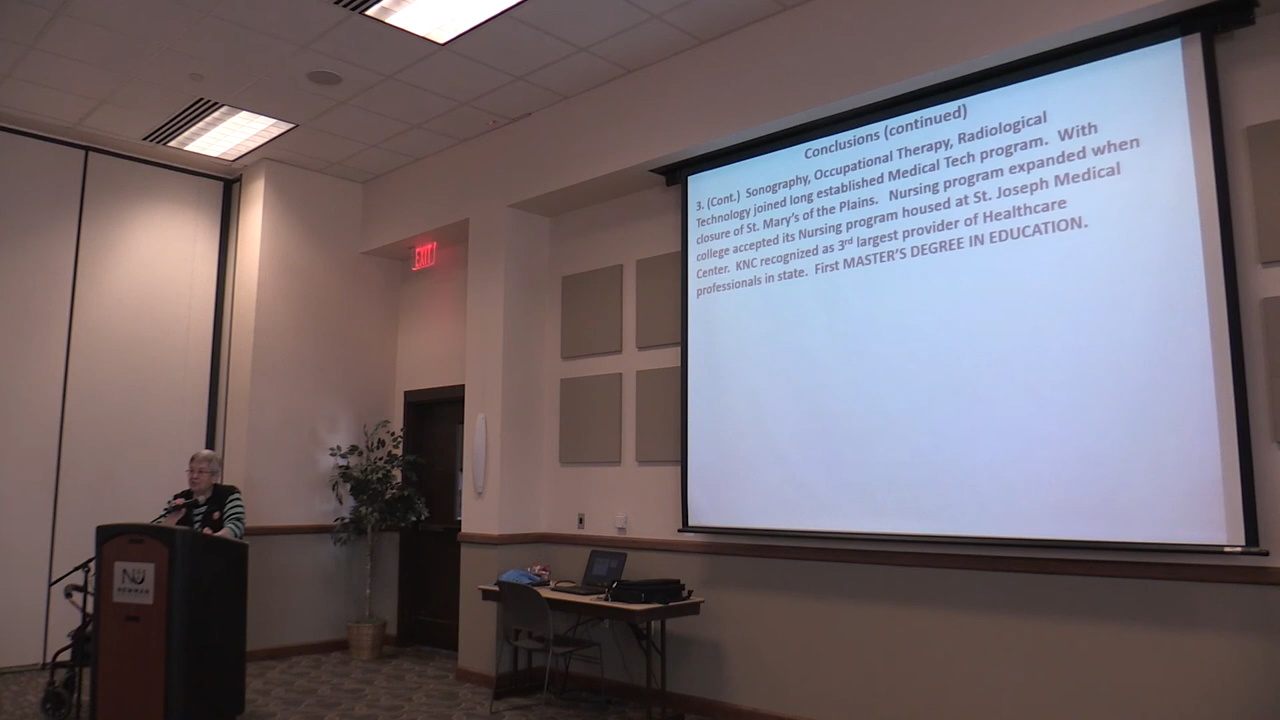 Conclusions (continued)
3. (Cont.) Sonography, Occupational Therapy, Radiological
Technology joined long established Medical Tech program. With
closure of St. Mary's of the Plains. Nursing program expanded when
college accepted its Nursing program housed at St. Joseph Medical
Center. KNC recognized as 3rd largest provider of Healthcare
professionals in state. First MASTER'S DEGREE IN EDUCATION.
EXIT
NU
NEWMAN